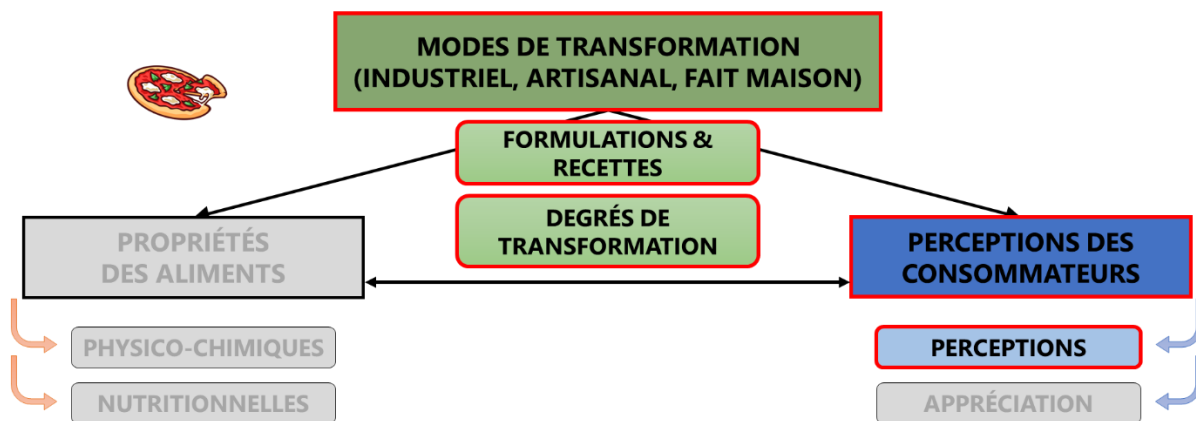 MODES DE TRANSFORMATION
(INDUSTRIEL, ARTISANAL, FAIT MAISON)
FORMULATIONS &
RECETTES
DEGRÉS DE
TRANSFORMATION
PROPRIÉTÉS
DES ALIMENTS
PERCEPTIONS DES
CONSOMMATEURS
PHYSICO-CHIMIQUES
PERCEPTIONS
NUTRITIONNELLES
APPRÉCIATION